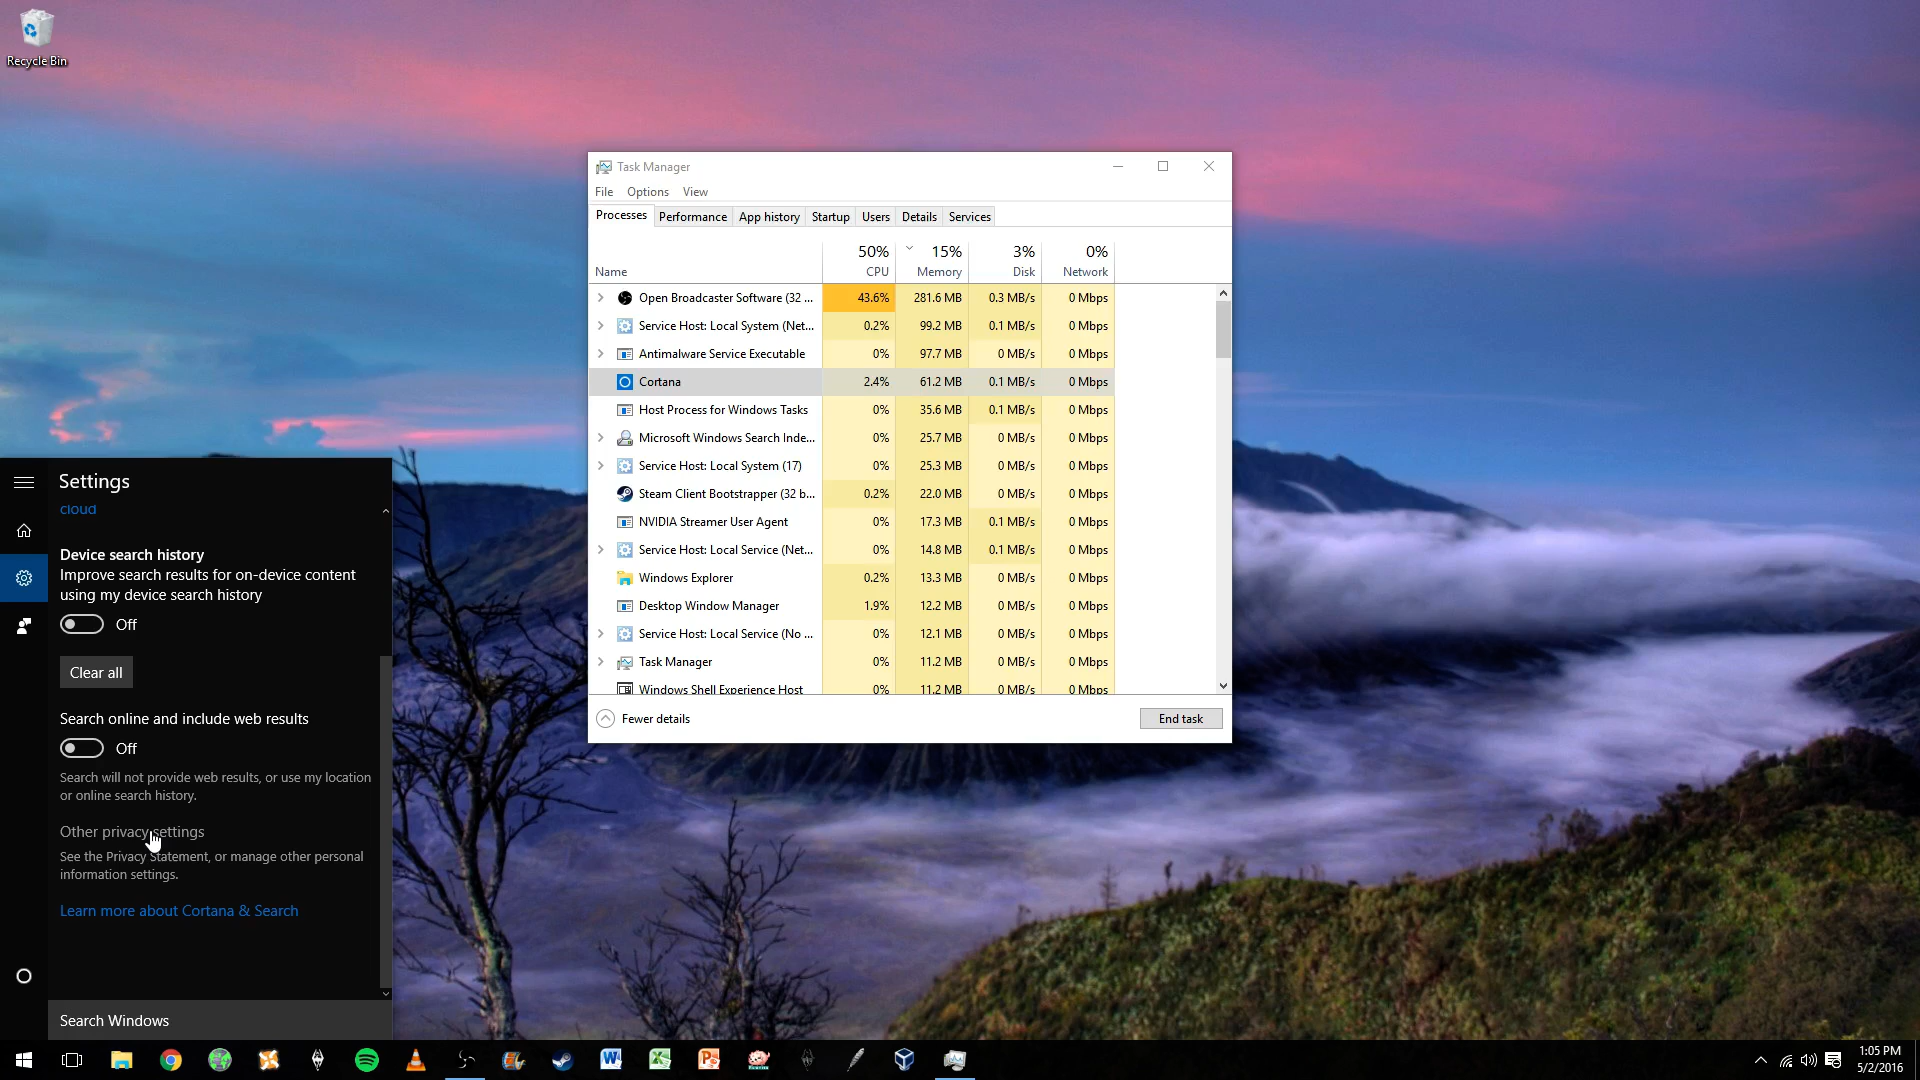 Recycle Bin
Task Manager
File Options View
Processes Performance App history Startup Users Details Services
50% 15% 3% 0%
Name CPU Memory Disk Network
Open Broadcaster Software (32 ... 43.6% 281.6 MB 0.3 MB/s 0 Mbps
Service Host: Local System (Net... 0.2% 99.2 MB 0.1 MB/s 0 Mbps
Antimalware Service Executable 0% 97.7 MB 0 MB/s 0 Mbps
Cortana 2.4% 61.2 MB 0.1 MB/s 0 Mbps
Host Process for Windows Tasks 0% 35.6 MB 0.1 MB/s 0 Mbps
Microsoft Windows Search Inde... 0% 25.7 MB 0 MB/s 0 Mbps
Service Host: Local System (17) 0% 25.3 MB 0 MB/s 0 Mbps
Steam Client Bootstrapper (32 b... 0.2% 22.0 MB 0 MB/s 0 Mbps
NVIDIA Streamer User Agent 0% 17.3 MB 0.1 MB/s 0 Mbps
Service Host: Local Service (Net... 0% 14.8 MB 0.1 MB/s 0 Mbps
Windows Explorer 0.2% 13.3 MB 0 MB/s 0 Mbps
Desktop Window Manager 1.9% 12.2 MB 0 MB/s 0 Mbps
Service Host: Local Service (No ... 0% 12.1 MB 0 MB/s 0 Mbps
Task Manager 0% 11.2 MB 0 MB/s 0 Mbps
Windows Shell Experience Host 0% 11.2 MB 0 MB/s 0 Mbps
Fewer details End task
Settings
cloud
Device search history
Improve search results for on-device content
using my device search history
Off
Clear all
Search online and include web results
Off
Search will not provide web results, or use my location
or online search history.
Other privacy settings
See the Privacy Statement, or manage other personal
information settings.
Learn more about Cortana & Search
Search Windows
1:05 PM
5/2/2016